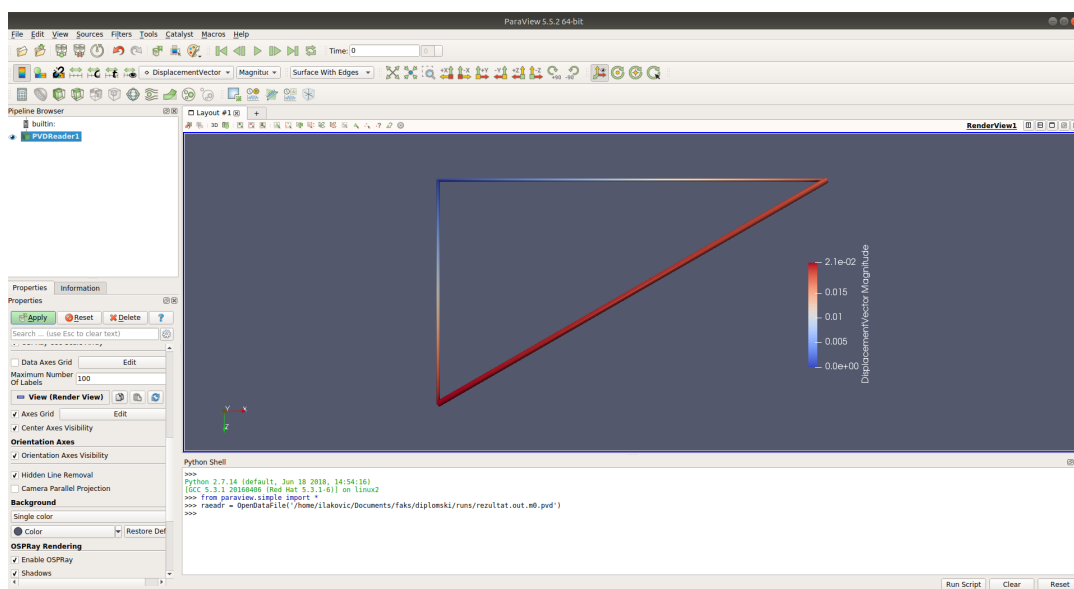 ParaView 5.5.2 64-bit
File Edit View Sources Filters Tools Catalyst Macros Help
Time: 0
0
DisplacementVector Magnituc Surface With Edges
+X -X +Y -Y +Z -Z -90 +90
Pipeline Browser
builtin:
PVDReader1
Layout #1 +
3D
RenderView1
Properties Information
Properties
Apply Reset Delete ?
Search ... (use Esc to clear text)
Data Axes Grid Edit
Maximum Number
Of Labels 100
View (Render View)
Axes Grid Edit
Center Axes Visibility
Orientation Axes
Orientation Axes Visibility
Hidden Line Removal
Camera Parallel Projection
Background
Single color
Color Restore Def
OSPRay Rendering
Enable OSPRay
Shadows
2.1e-02
0.015
0.01
0.005
0.0e+00
DisplacementVector Magnitude
Y X
Z
Python Shell
>>>
Python 2.7.14 (default, Jun 18 2018, 14:54:16)
[GCC 5.3.1 20160406 (Red Hat 5.3.1-6)] on linux2
>>> from paraview.simple import *
>>> raeadr = OpenDataFile('/home/ilakovic/Documents/faks/diplomski/runs/rezultat.out.m0.pvd')
>>>
Run Script Clear Reset